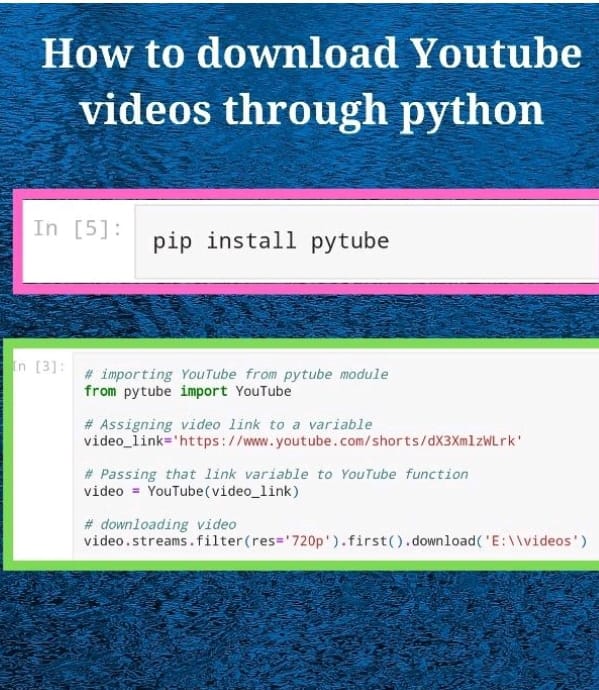 How to download Youtube
videos through python
In [5]:
pip install pytube
In [3]:
# importing YouTube from pytube module
from pytube import YouTube
# Assigning video link to a variable
video_link='https://www.youtube.com/shorts/dX3XmlzWLrk'
# Passing that link variable to YouTube function
video = YouTube(video_link)
# downloading video
video.streams.filter(res='720p').first().download('E:\\videos')